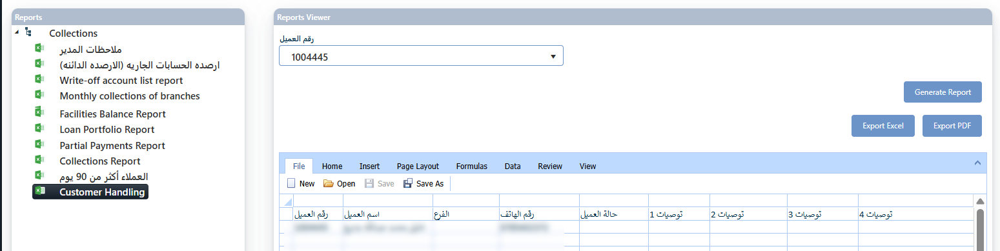 Reports
Collections
ملاحظات المدير
ارصده الحسابات الجاريه (الارصده الدائنه)
Write-off account list report
Monthly collections of branches
Facilities Balance Report
Loan Portfolio Report
Partial Payments Report
Collections Report
العملاء أكثر من 90 يوم
Customer Handling
Reports Viewer
رقم العميل
1004445
Generate Report
Export Excel Export PDF
File Home Insert Page Layout Formulas Data Review View
New Open Save Save As
رقم العميل اسم العميل الفرع رقم الهاتف حالة العميل توصيات 1 توصيات 2 توصيات 3 توصيات 4